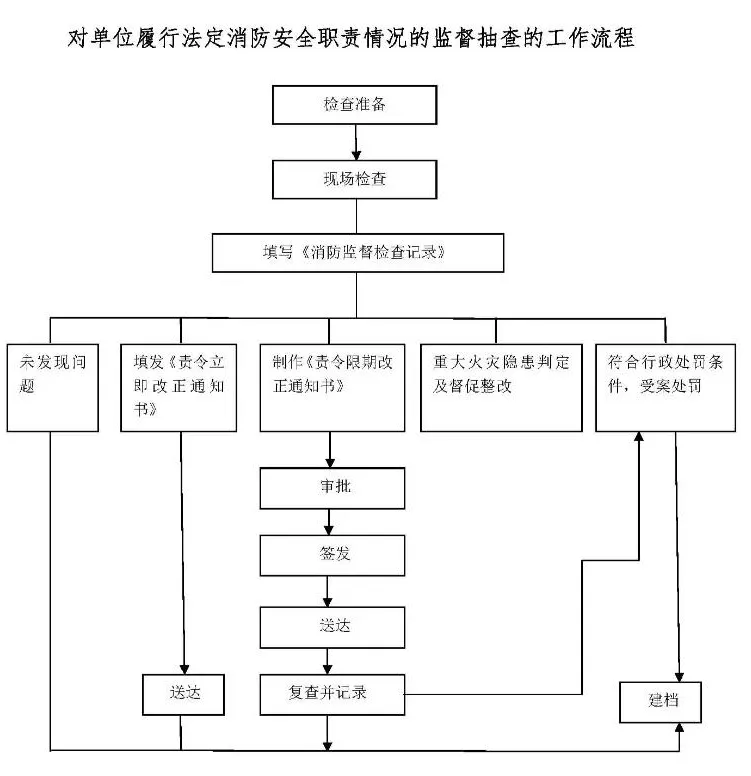 对单位履行法定消防安全职责情况的监督抽查的工作流程
检查准备
现场检查
填写《消防监督检查记录》
未发现问
题
填发《责令立
即改正通知
书》
制作《责令限期改
正通知书》
重大火灾隐患判定
及督促整改
符合行政处罚条
件，受案处罚
审批
签发
送达
送达
复查并记录
建档